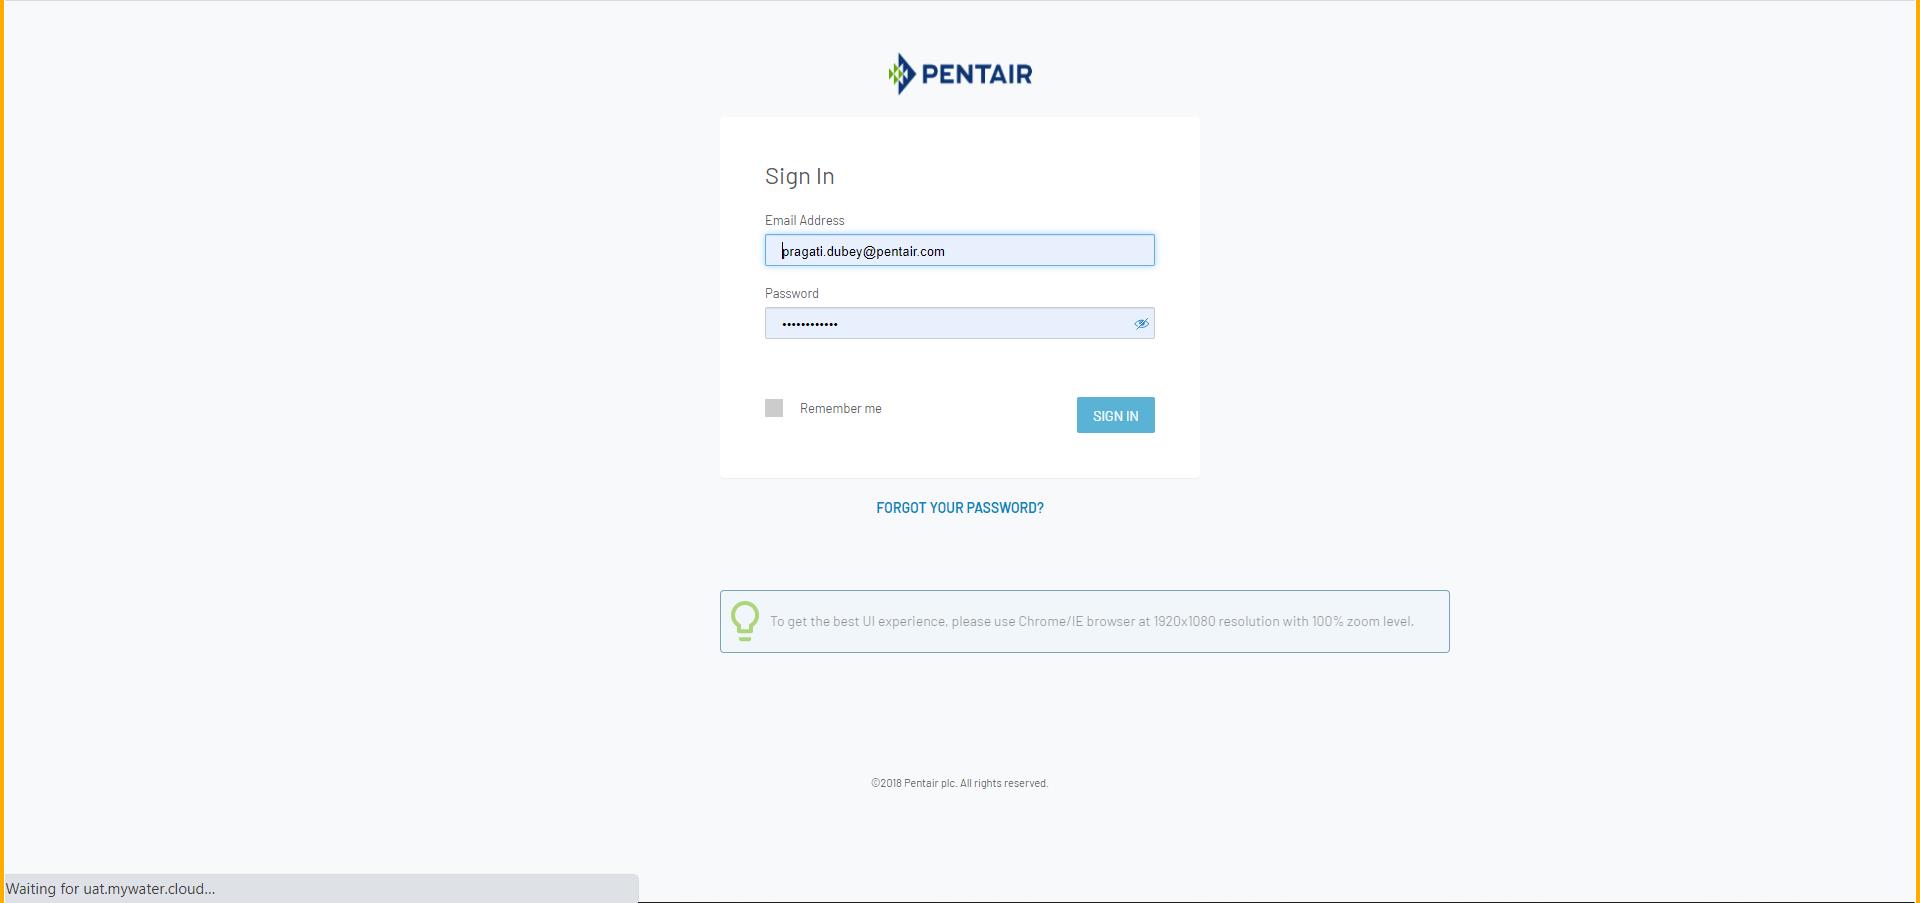 PENTAIR
Sign In
Email Address
pragati.dubey@pentair.com
Password
••••••••••••
Remember me
SIGN IN
FORGOT YOUR PASSWORD?
To get the best UI experience, please use Chrome/IE browser at 1920x1080 resolution with 100% zoom level.
©2018 Pentair plc. All rights reserved.
Waiting for uat.mywater.cloud...